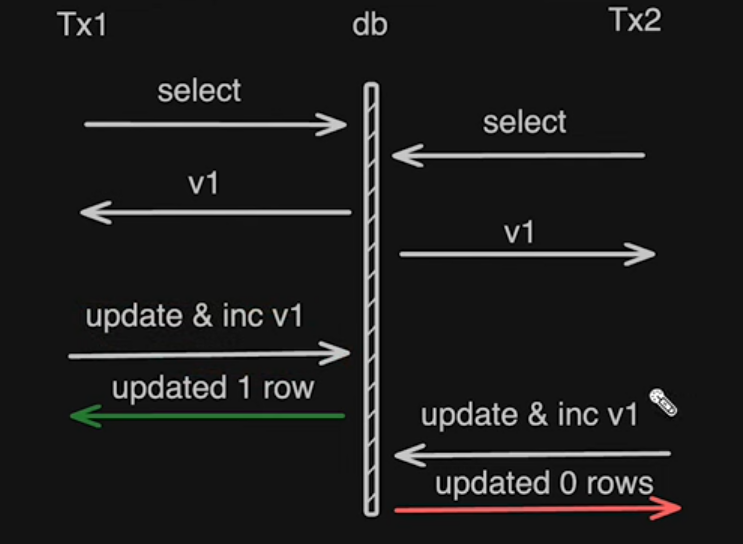 Tx1 db Tx2
select
select
v1
v1
update & inc v1
updated 1 row
update & inc v1
updated 0 rows